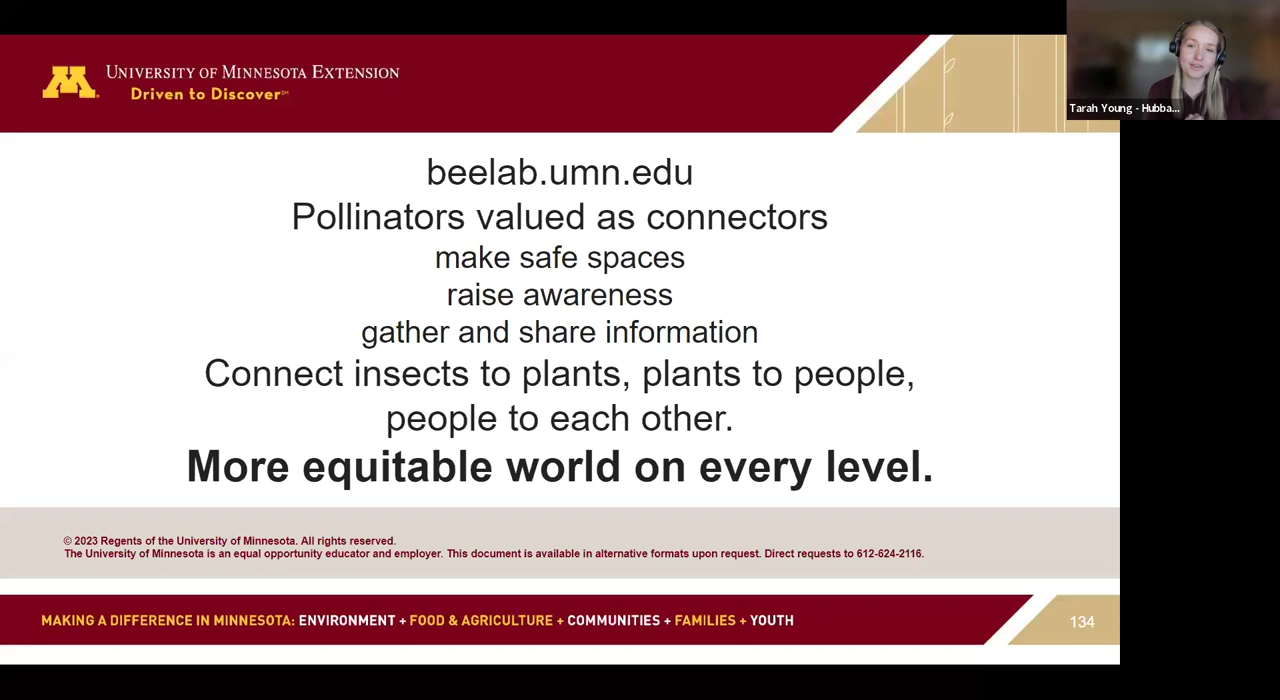 UNIVERSITY OF MINNESOTA EXTENSION
Driven to Discover℠
Tarah Young - Hubba...
beelab.umn.edu
Pollinators valued as connectors
make safe spaces
raise awareness
gather and share information
Connect insects to plants, plants to people,
people to each other.
More equitable world on every level.
© 2023 Regents of the University of Minnesota. All rights reserved.
The University of Minnesota is an equal opportunity educator and employer. This document is available in alternative formats upon request. Direct requests to 612-624-2116.
MAKING A DIFFERENCE IN MINNESOTA: ENVIRONMENT + FOOD & AGRICULTURE + COMMUNITIES + FAMILIES + YOUTH
134